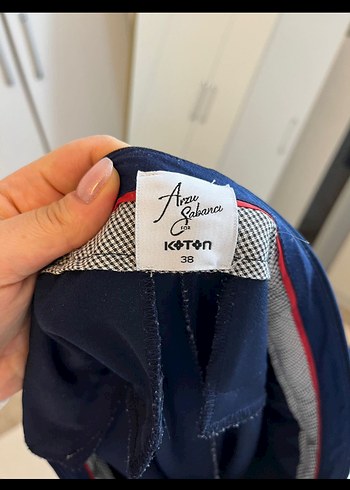 Arzu
Sabancı
FOR
KOTON
38